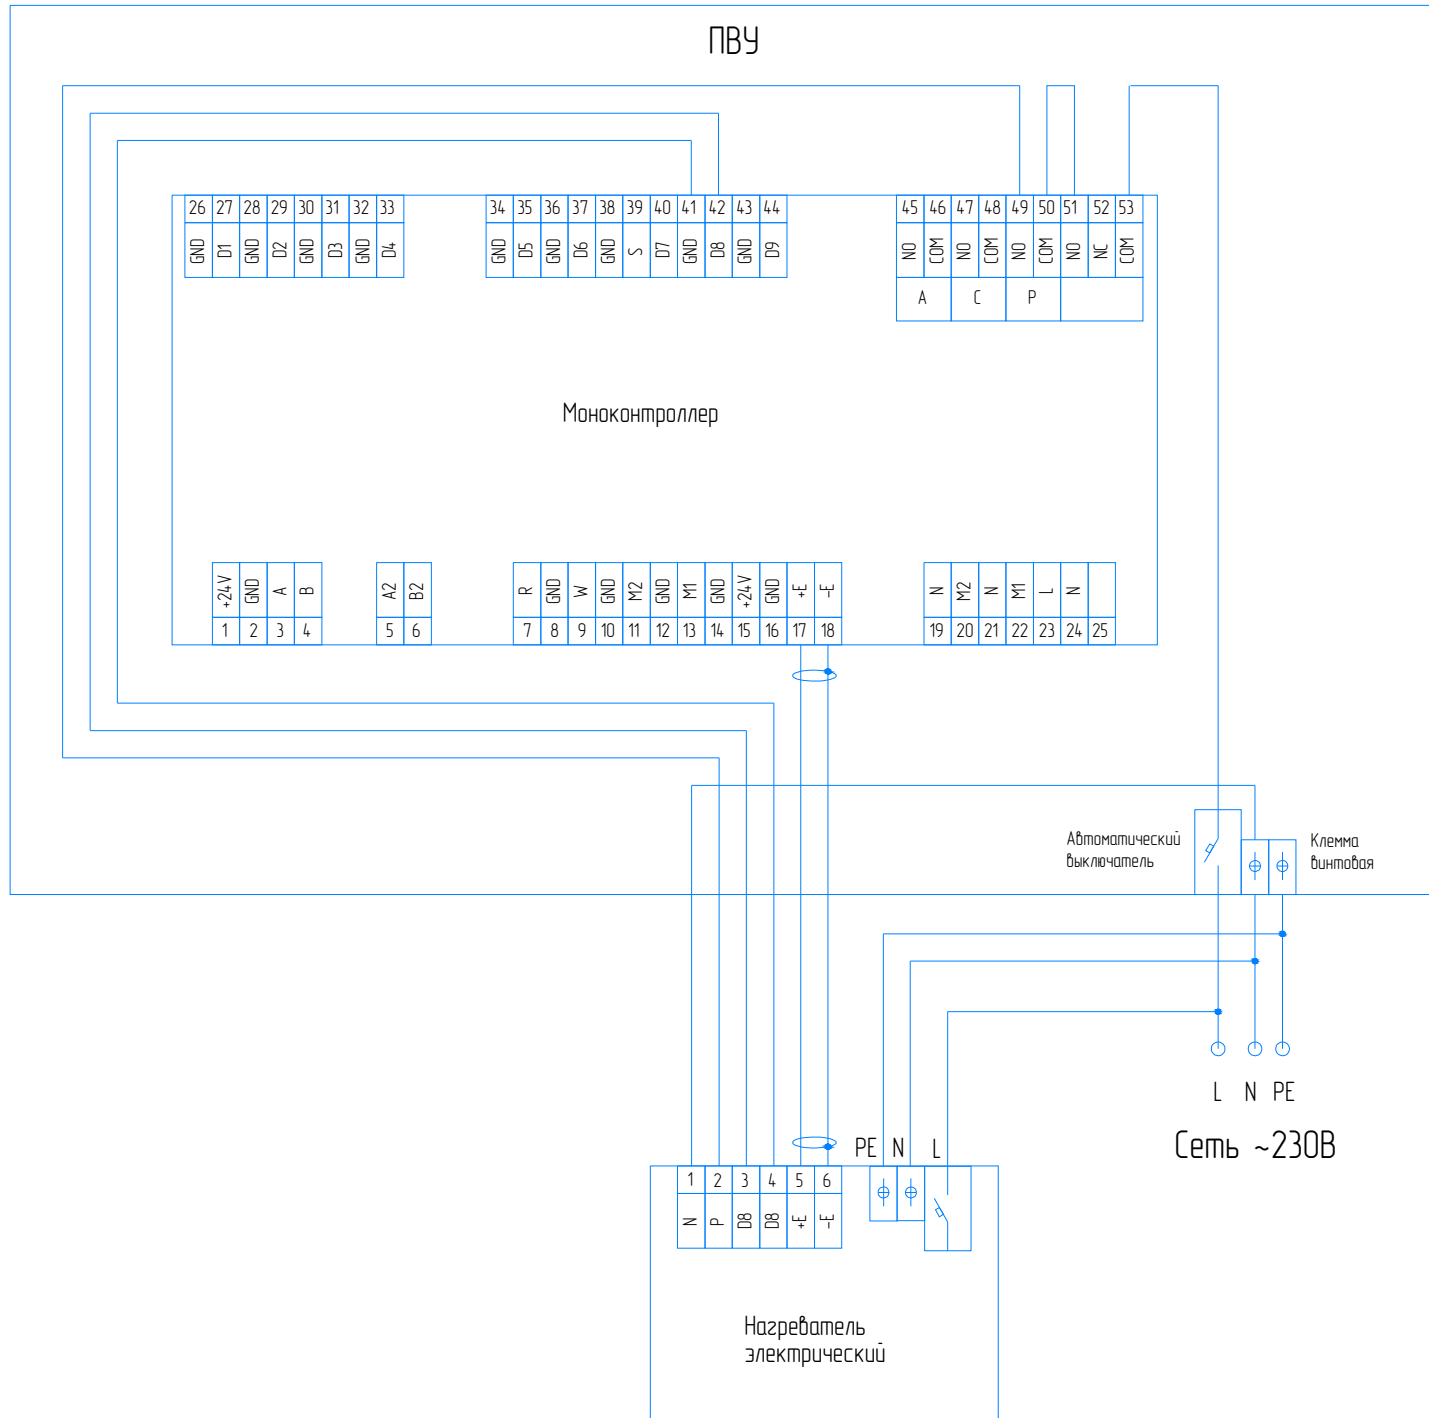 ПВУ
26 27 28 29 30 31 32 33
GND D1 GND D2 GND D3 GND D4
34 35 36 37 38 39 40 41 42 43 44
GND D5 GND D6 GND S D7 GND D8 GND D9
45 46 47 48 49 50 51 52 53
NO COM NO COM NO COM NO NC COM
A C P
Моноконтроллер
+24V GND A B
1 2 3 4
A2 B2
5 6
R GND W GND M2 GND M1 GND +24V GND +E -E
7 8 9 10 11 12 13 14 15 16 17 18
N M2 N M1 L N
19 20 21 22 23 24 25
Автоматический
выключатель
Клемма
винтовая
L N PE
Сеть ~230В
PE N L
1 2 3 4 5 6
N P D8 D8 +E -E
Нагреватель
электрический